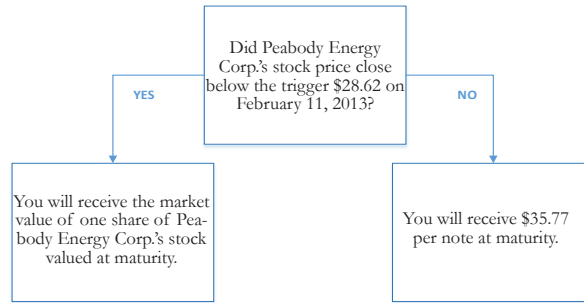 Did Peabody Energy
Corp.'s stock price close
below the trigger $28.62 on
February 11, 2013?
YES
NO
You will receive the market
value of one share of Pea-
body Energy Corp.'s stock
valued at maturity.
You will receive $35.77
per note at maturity.